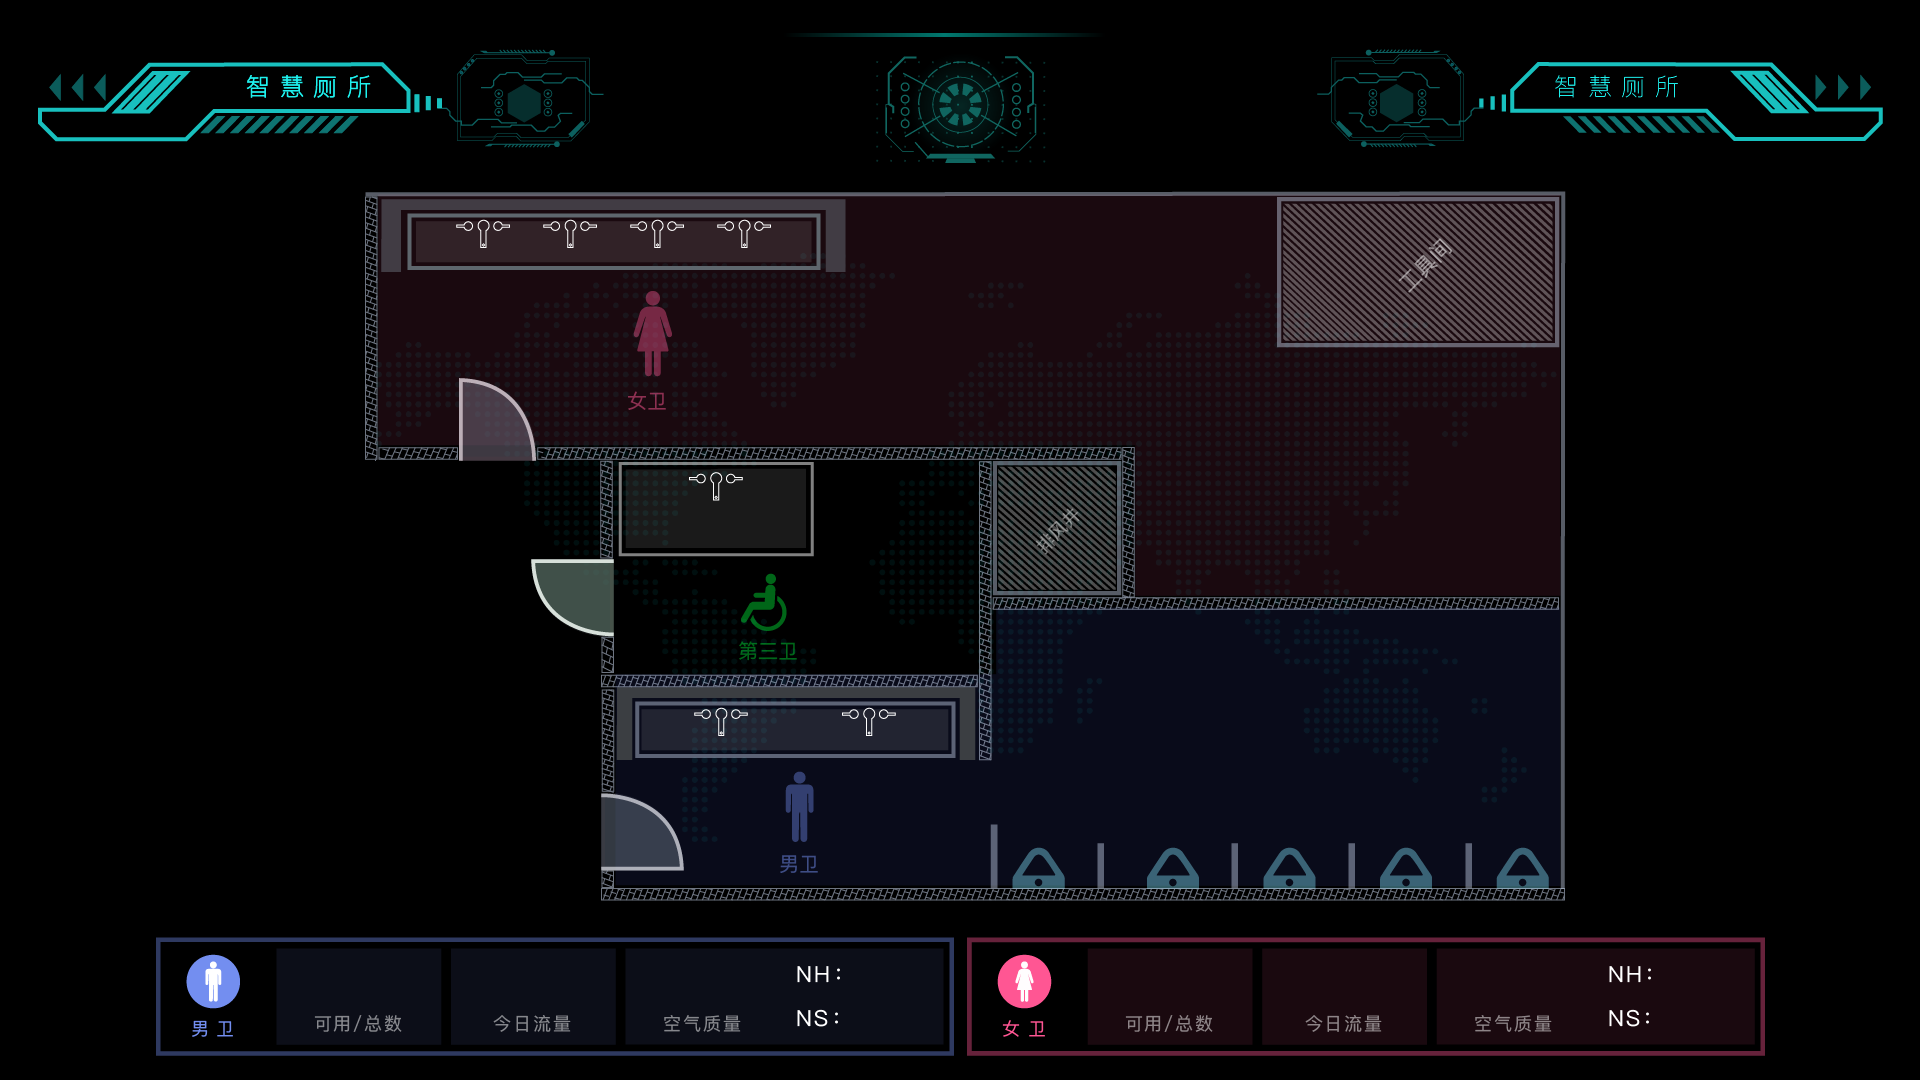 智慧厕所
智慧厕所
工具间
女卫
排风井
第三卫
男卫
男卫
可用/总数
今日流量
空气质量
NH:
NS:
女卫
可用/总数
今日流量
空气质量
NH:
NS: